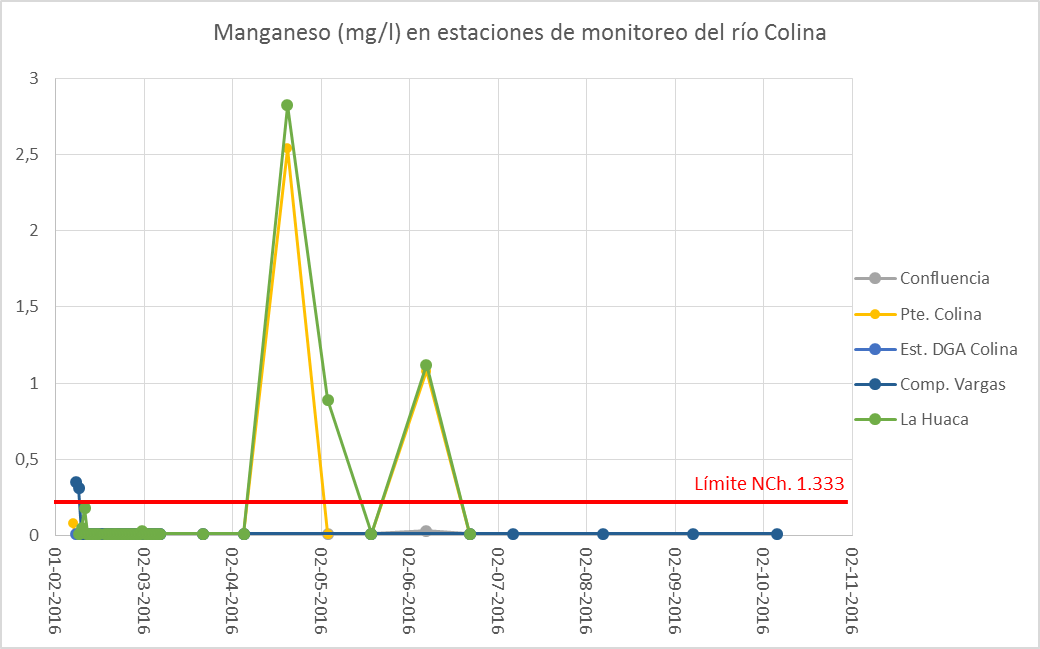 Manganeso (mg/l) en estaciones de monitoreo del río Colina
3
2,5
2
1,5
1
0,5
0
Límite NCh. 1.333
01-02-2016
02-03-2016
02-04-2016
02-05-2016
02-06-2016
02-07-2016
02-08-2016
02-09-2016
02-10-2016
02-11-2016
Confluencia
Pte. Colina
Est. DGA Colina
Comp. Vargas
La Huaca